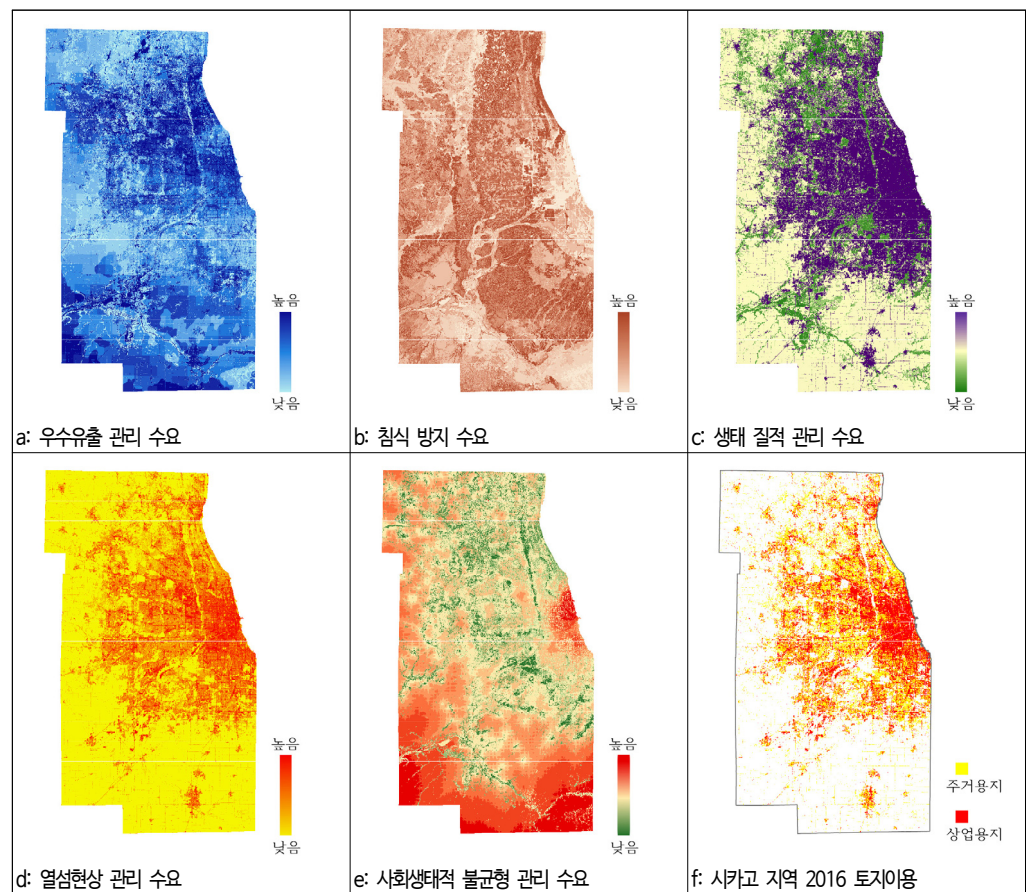 높음
낮음
a: 우수유출 관리 수요
높음
낮음
b: 침식 방지 수요
높음
낮음
c: 생태 질적 관리 수요
높음
낮음
d: 열섬현상 관리 수요
높음
낮음
e: 사회생태적 불균형 관리 수요
주거용지
상업용지
f: 시카고 지역 2016 토지이용